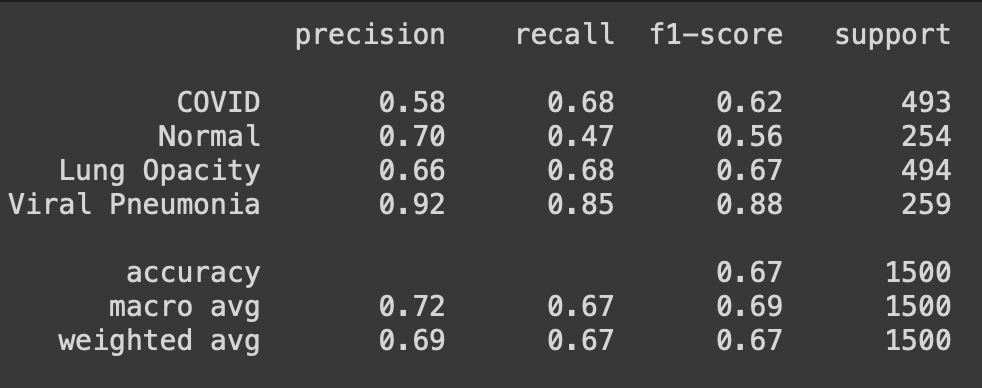 precision recall f1-score support
COVID 0.58 0.68 0.62 493
Normal 0.70 0.47 0.56 254
Lung Opacity 0.66 0.68 0.67 494
Viral Pneumonia 0.92 0.85 0.88 259
accuracy 0.67 1500
macro avg 0.72 0.67 0.69 1500
weighted avg 0.69 0.67 0.67 1500